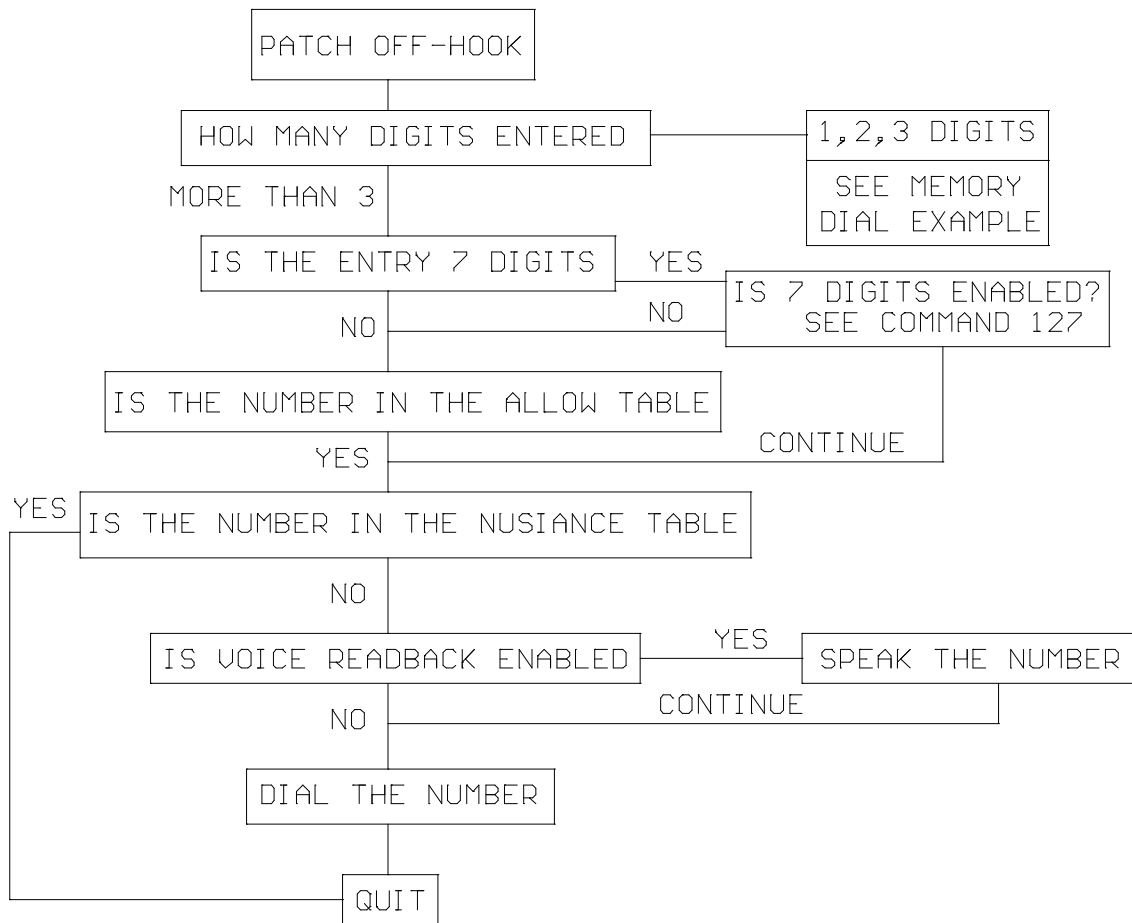 PATCH OFF-HOOK
HOW MANY DIGITS ENTERED
1,2,3 DIGITS
SEE MEMORY
DIAL EXAMPLE
MORE THAN 3
IS THE ENTRY 7 DIGITS
YES
IS 7 DIGITS ENABLED?
SEE COMMAND 127
NO
NO
IS THE NUMBER IN THE ALLOW TABLE
CONTINUE
YES
YES
IS THE NUMBER IN THE NUSIANCE TABLE
NO
IS VOICE READBACK ENABLED
YES
SPEAK THE NUMBER
CONTINUE
NO
DIAL THE NUMBER
QUIT